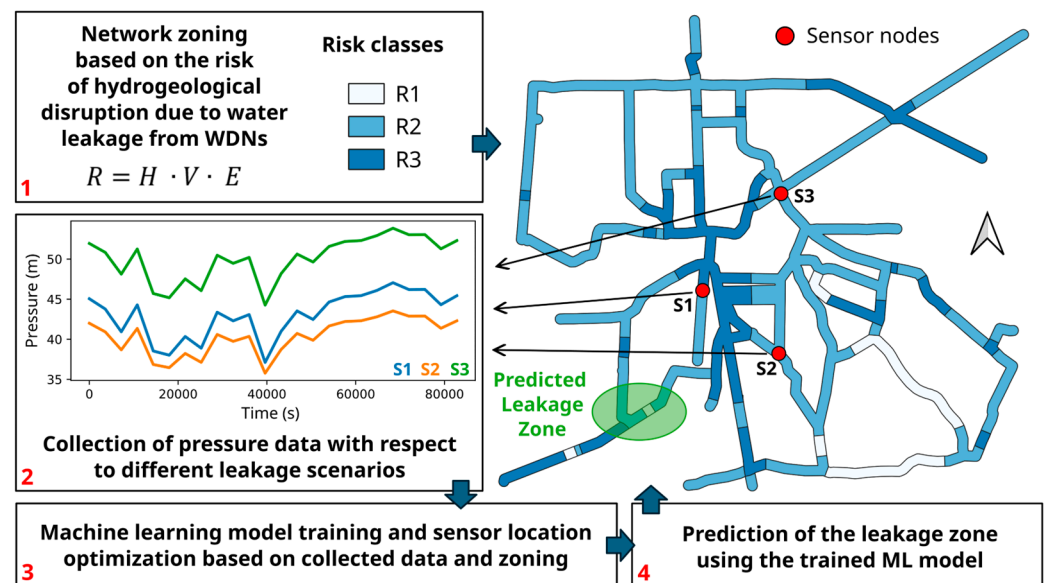 Network zoning
based on the risk
of hydrogeological
disruption due to water
leakage from WDNs
R = H · V · E
1
Risk classes
R1
R2
R3
Sensor nodes
S3
S1
S2
Predicted
Leakage
Zone
Pressure (m)
50
45
40
35
0 20000 40000 60000 80000
Time (s)
S1 S2 S3
Collection of pressure data with respect
to different leakage scenarios
2
Machine learning model training and sensor location
optimization based on collected data and zoning
3
Prediction of the leakage zone
using the trained ML model
4